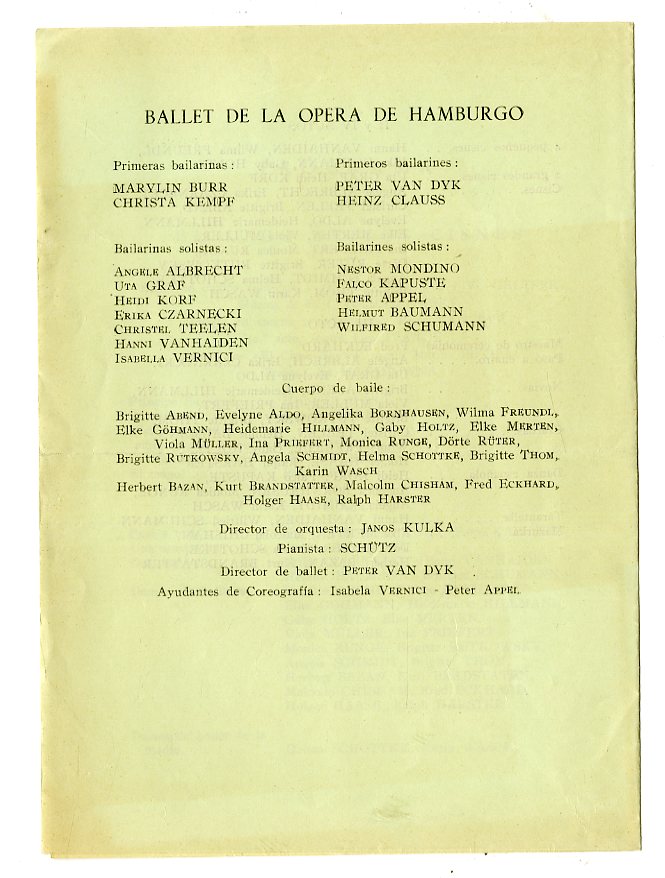 BALLET DE LA OPERA DE HAMBURGO
Primeras bailarinas :
MARYLIN BURR
CHRISTA KEMPF
Primeros bailarines :
PETER VAN DYK
HEINZ CLAUSS
Bailarinas solistas :
ANGELE ALBRECHT
UTA GRAF
HEIDI KORF
ERIKA CZARNECKI
CHRISTEL TEELEN
HANNI VANHAIDEN
ISABELLA VERNICI
Bailarines solistas :
NESTOR MONDINO
FALCO KAPUSTE
PETER APPEL
HELMUT BAUMANN
WILFIRED SCHUMANN
Cuerpo de baile :
Brigitte ABEND, Evelyne ALDO, Angelika BORNHAUSEN, Wilma FREUNDL,
Elke GÖHMANN, Heidemarie HILLMANN, Gaby HOLTZ, Elke MERTEN,
Viola MÜLLER, Ina PRIEFERT, Monica RUNGE, Dörte RÜTER,
Brigitte RUTKOWSKY, Angela SCHMIDT, Helma SCHOTTKE, Brigitte THOM,
Karin WASCH
Herbert BAZAN, Kurt BRANDSTATTER, Malcolm CHISHAM, Fred ECKHARD,
Holger HAASE, Ralph HARSTER
Director de orquesta : JANOS KULKA
Pianista : SCHÜTZ
Director de ballet : PETER VAN DYK
Ayudantes de Coreografía : Isabela VERNICI - Peter APPEL